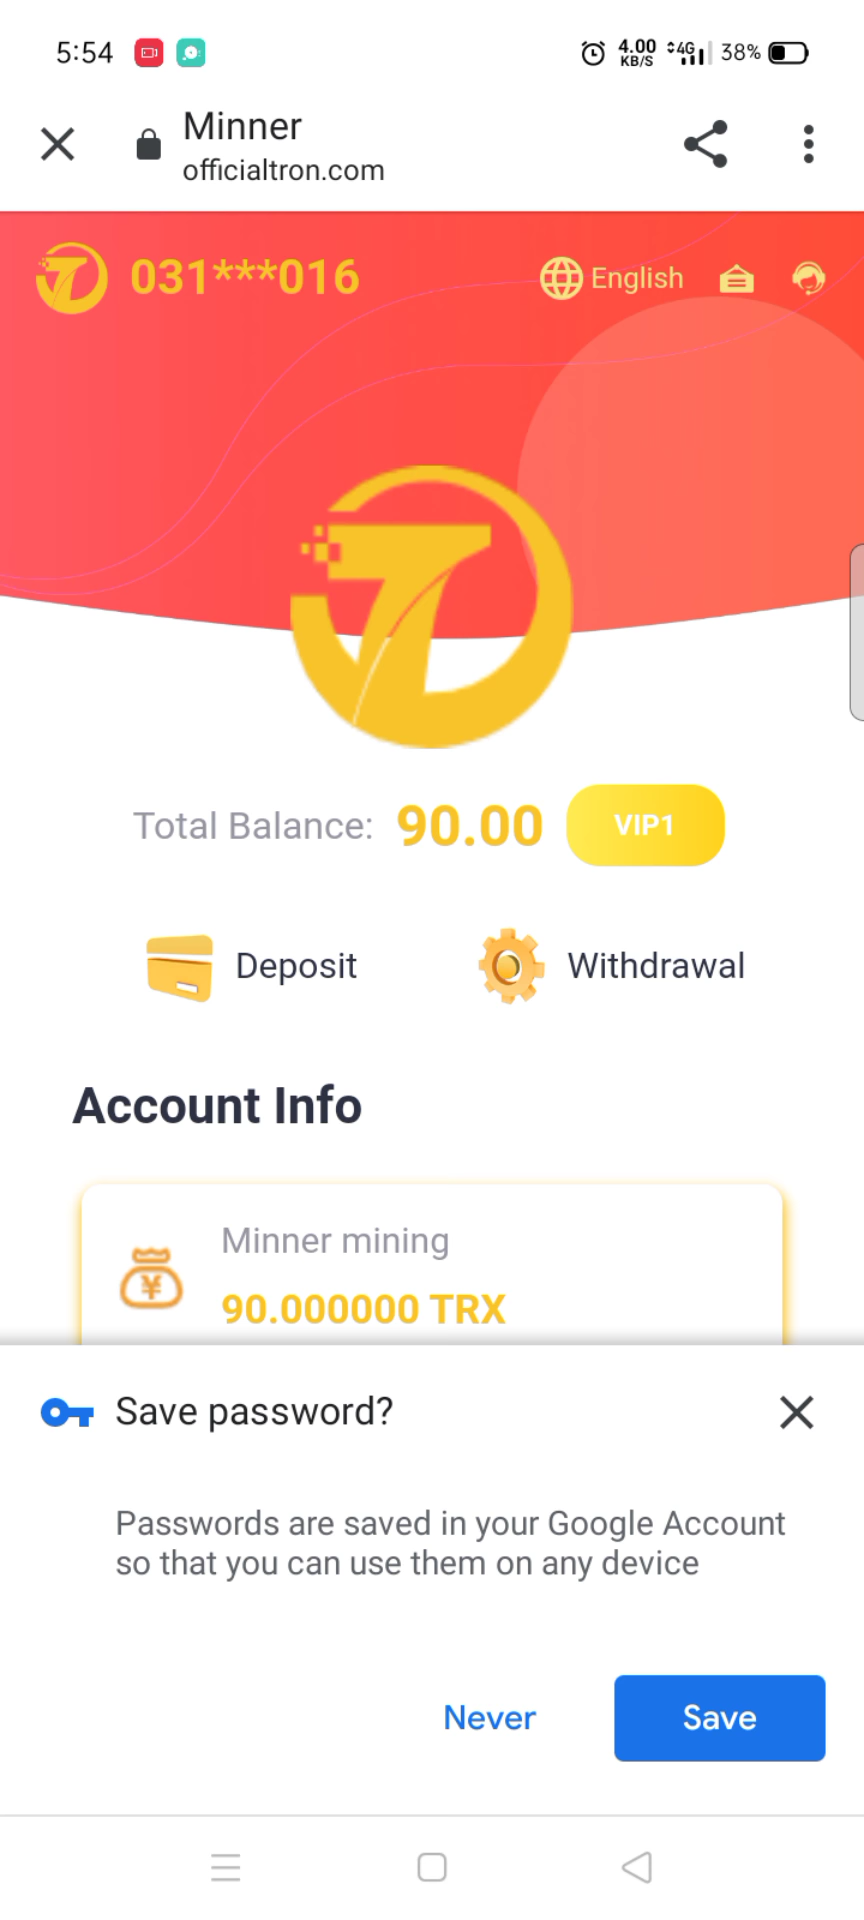 5:54
4.00 KB/S 4G 38%
Minner
officialtron.com
031***016
English
Total Balance: 90.00 VIP1
Deposit
Withdrawal
Account Info
Minner mining
¥
90.000000 TRX
Save password?
Passwords are saved in your Google Account
so that you can use them on any device
Never
Save